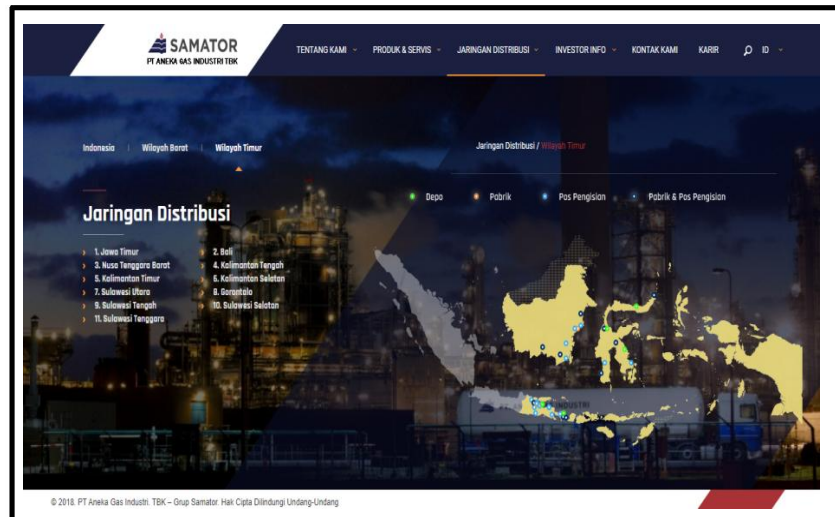 SAMATOR
PT ANEKA GAS INDUSTRI TBK
TENTANG KAMI
PRODUK & SERVIS
JARINGAN DISTRIBUSI
INVESTOR INFO
KONTAK KAMI
KARIR
ID
Indonesia | Wilayah Barat | Wilayah Timur
Jaringan Distribusi / Wilayah Timur
Depo
Pabrik
Pos Pengisian
Pabrik & Pos Pengisian
Jaringan Distribusi
1. Jawa Timur
2. Bali
3. Nusa Tenggara Barat
4. Kalimantan Tengah
5. Kalimantan Timur
6. Kalimantan Selatan
7. Sulawesi Utara
8. Gorontalo
9. Sulawesi Tengah
10. Sulawesi Selatan
11. Sulawesi Tenggara
© 2018. PT Aneka Gas Industri. TBK – Grup Samator. Hak Cipta Dilindungi Undang-Undang